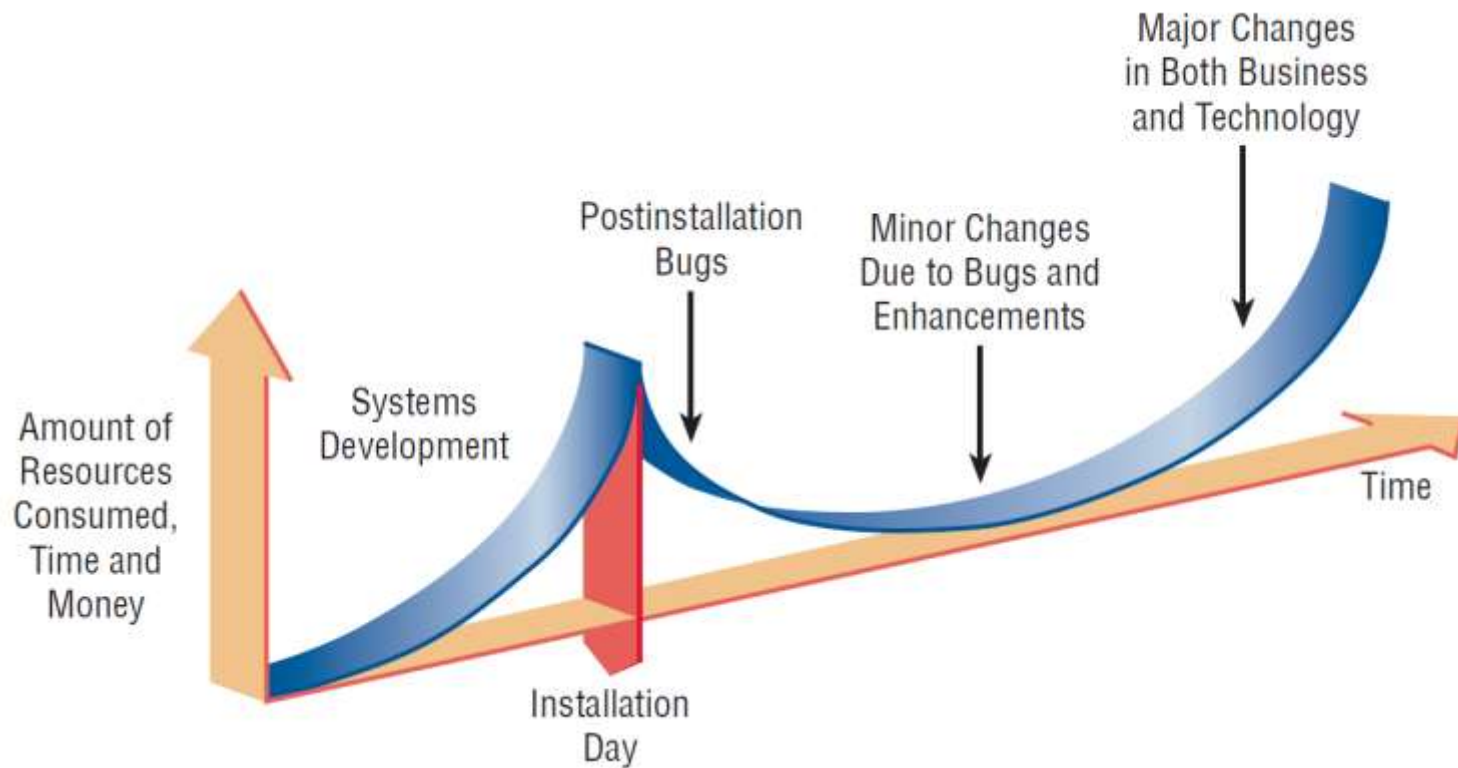 Major Changes
in Both Business
and Technology
Postinstallation
Bugs
Minor Changes
Due to Bugs and
Enhancements
Systems
Development
Amount of
Resources
Consumed,
Time and
Money
Time
Installation
Day